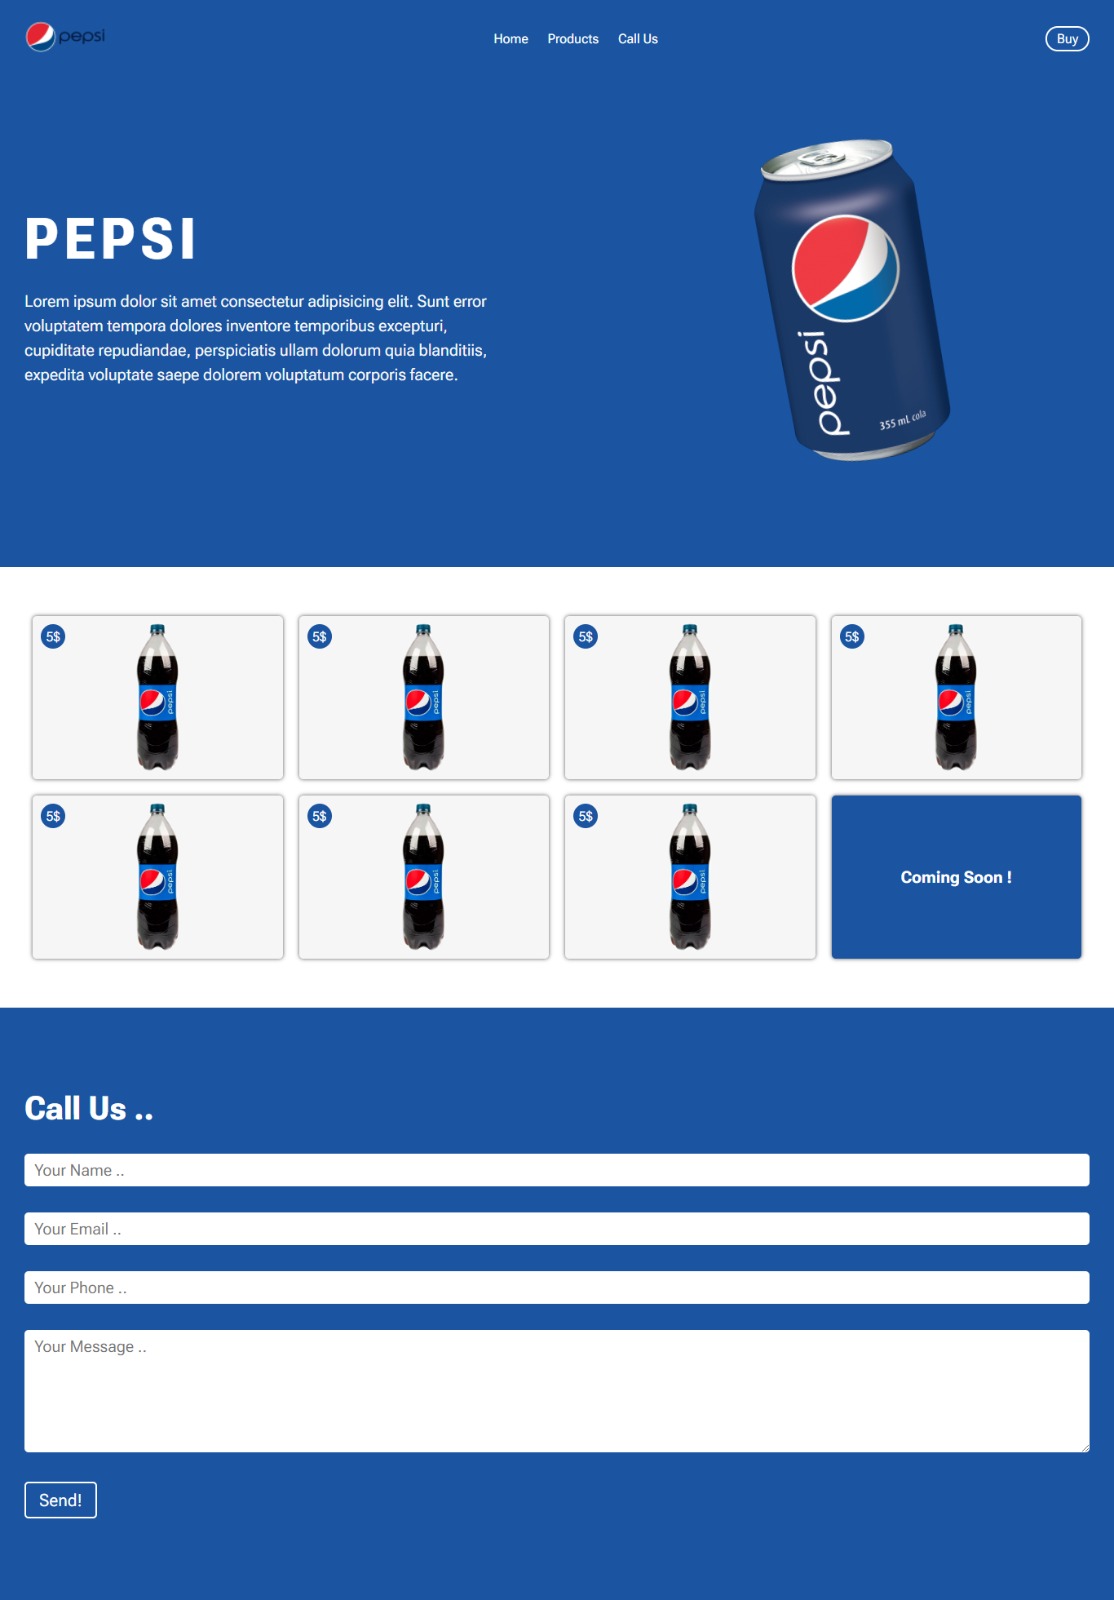 pepsi
Home Products Call Us
Buy
PEPSI
Lorem ipsum dolor sit amet consectetur adipisicing elit. Sunt error
voluptatem tempora dolores inventore temporibus excepturi,
cupiditate repudiandae, perspiciatis ullam dolorum quia blanditiis,
expedita voluptate saepe dolorem voluptatum corporis facere.
pepsi
355 mL cola
5$
pepsi
5$
pepsi
5$
pepsi
5$
pepsi
5$
pepsi
5$
pepsi
5$
pepsi
Coming Soon !
Call Us ..
Your Name ..
Your Email ..
Your Phone ..
Your Message ..
Send!